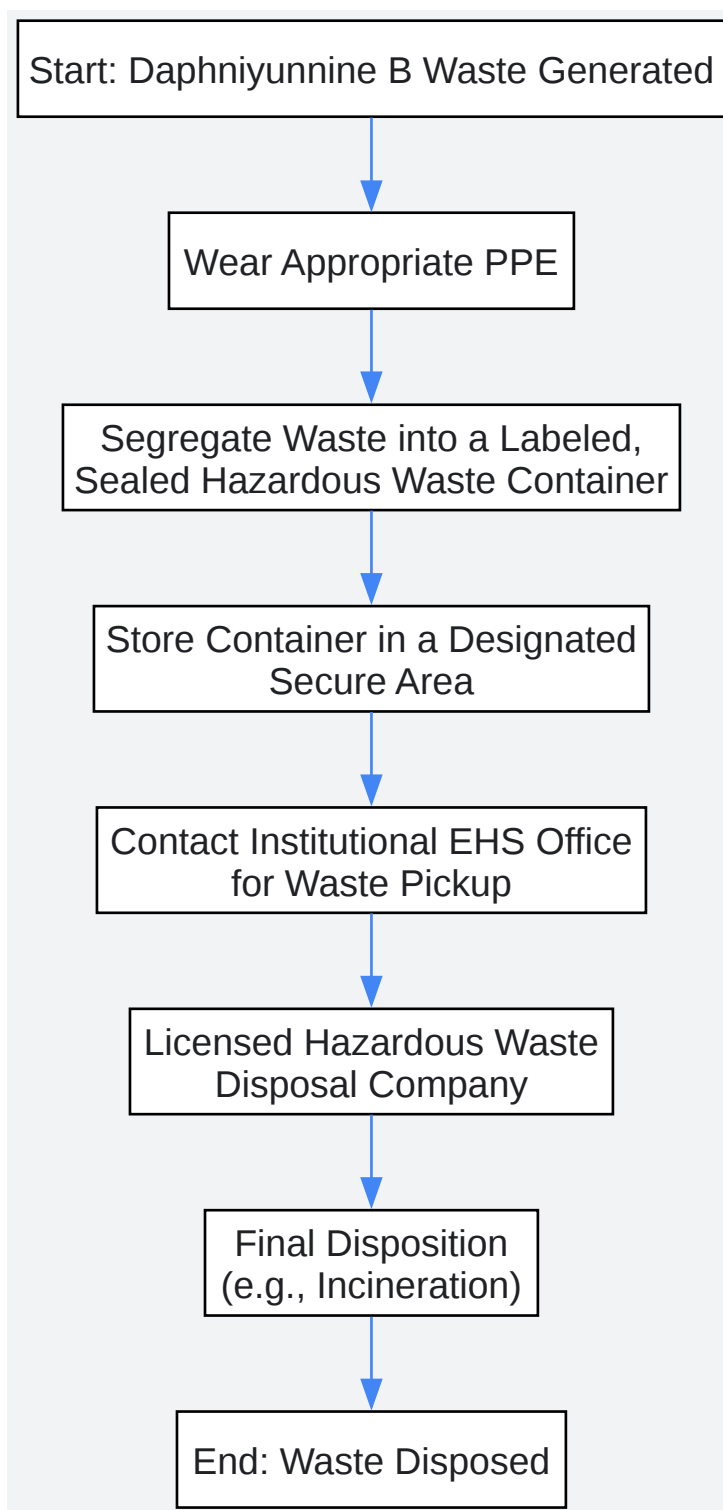 Start: Daphniyunnine B Waste Generated
Wear Appropriate PPE
Segregate Waste into a Labeled,
Sealed Hazardous Waste Container
Store Container in a Designated
Secure Area
Contact Institutional EHS Office
for Waste Pickup
Licensed Hazardous Waste
Disposal Company
Final Disposition
(e.g., Incineration)
End: Waste Disposed